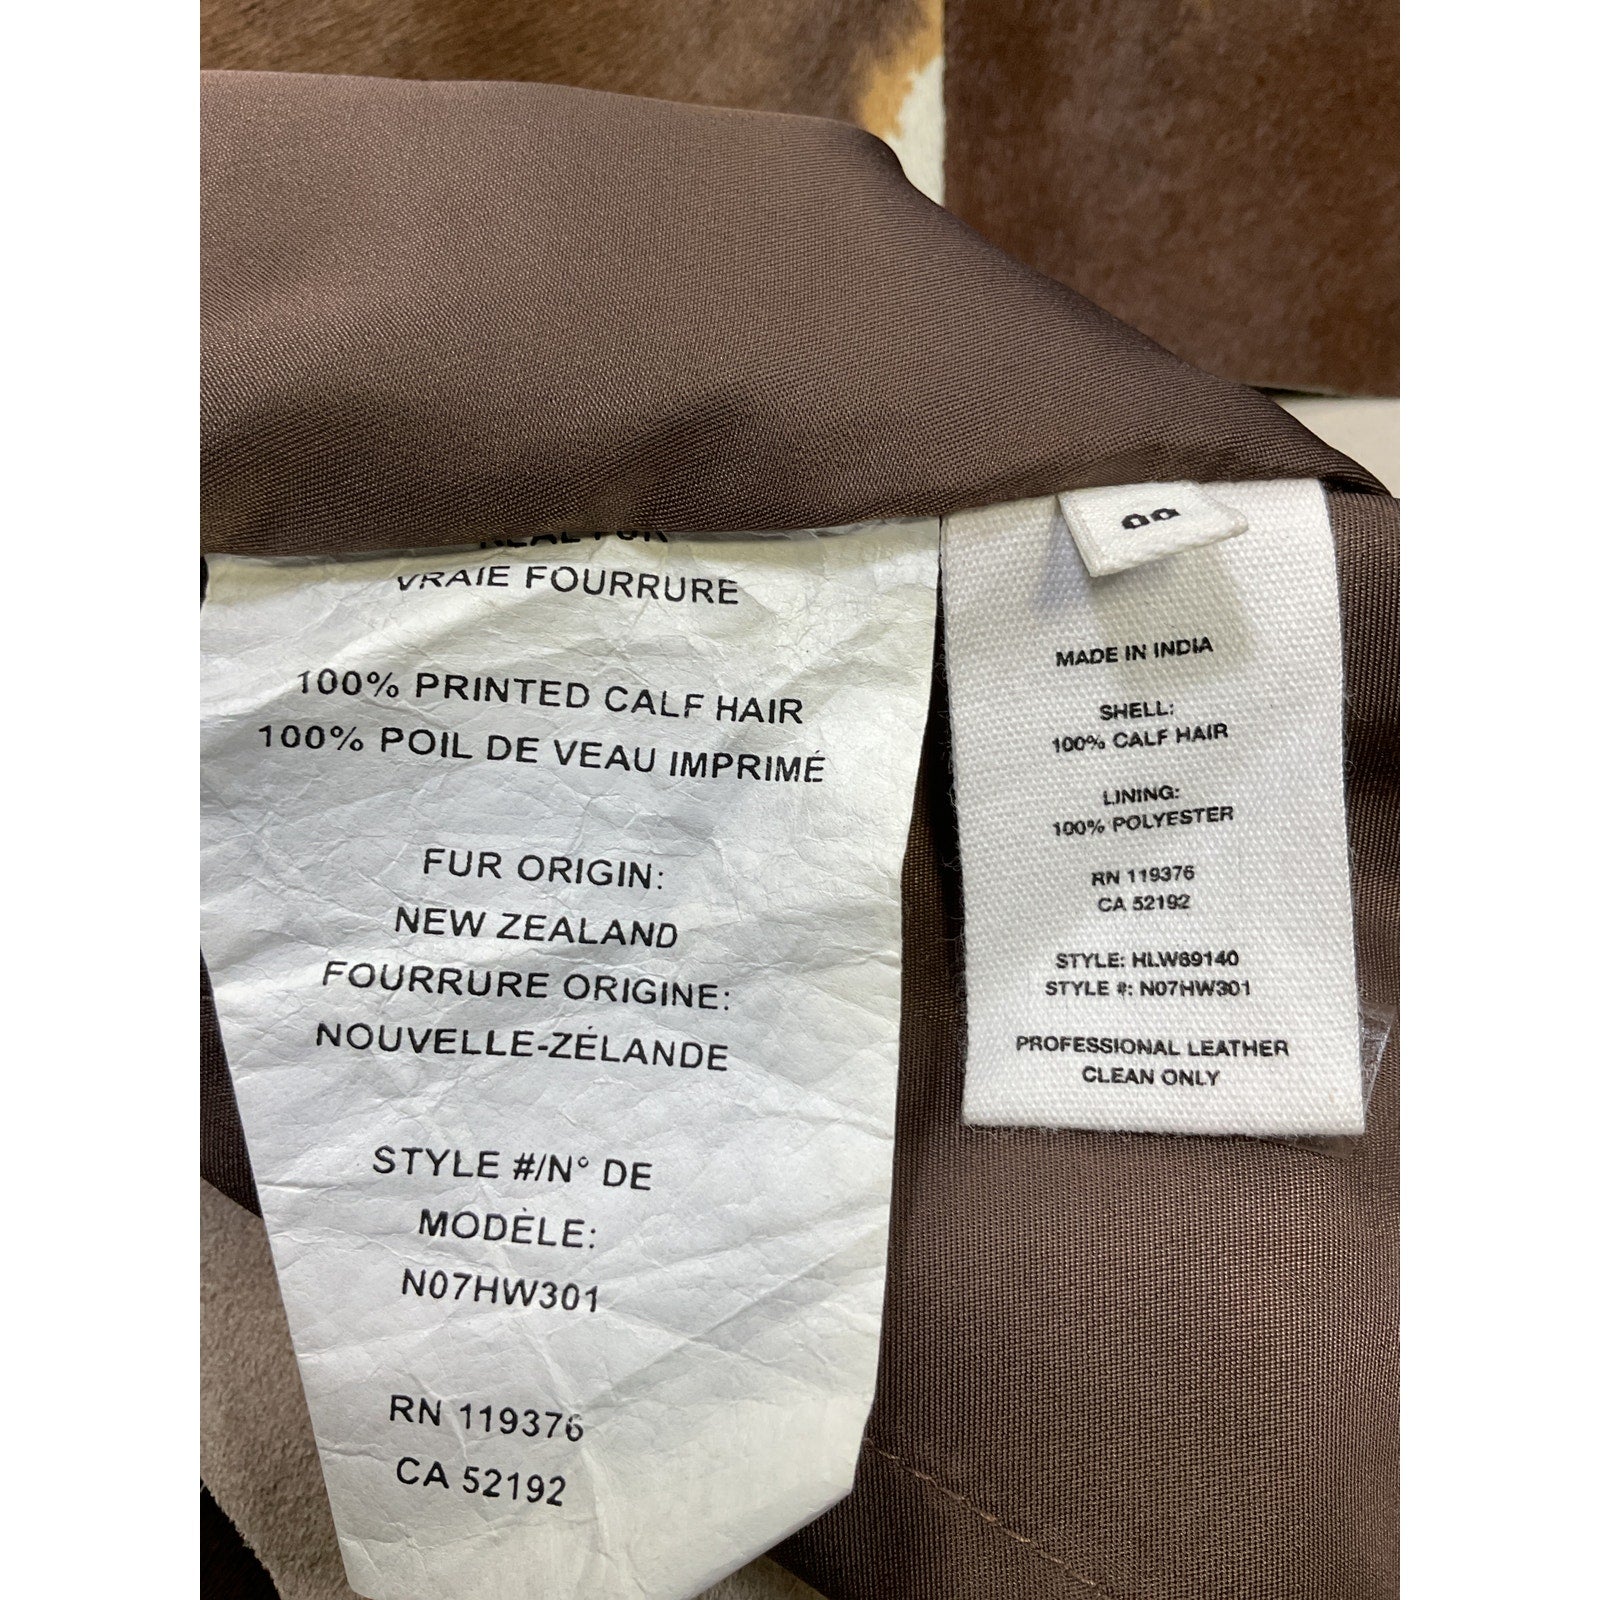 REAL FUR
VRAIE FOURRURE
100% PRINTED CALF HAIR
100% POIL DE VEAU IMPRIMÉ
FUR ORIGIN:
NEW ZEALAND
FOURRURE ORIGINE:
NOUVELLE-ZÉLANDE
STYLE #/N° DE
MODÈLE:
N07HW301
RN 119376
CA 52192
MADE IN INDIA
SHELL:
100% CALF HAIR
LINING:
100% POLYESTER
RN 119376
CA 52192
STYLE: HLW69140
STYLE #: N07HW301
PROFESSIONAL LEATHER
CLEAN ONLY